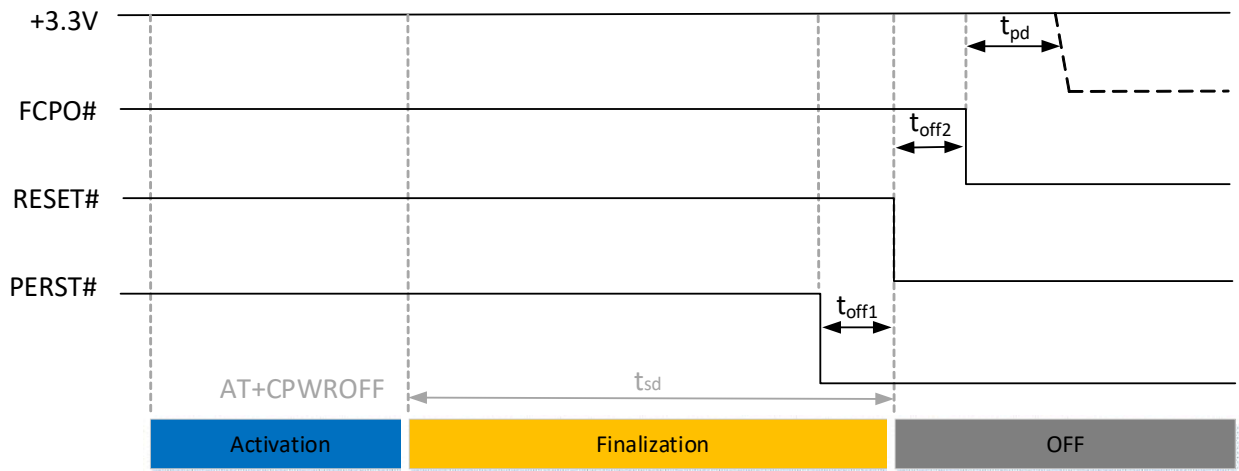 +3.3V
tpd
FCPO#
toff2
RESET#
PERST#
toff1
AT+CPWROFF
tsd
Activation
Finalization
OFF